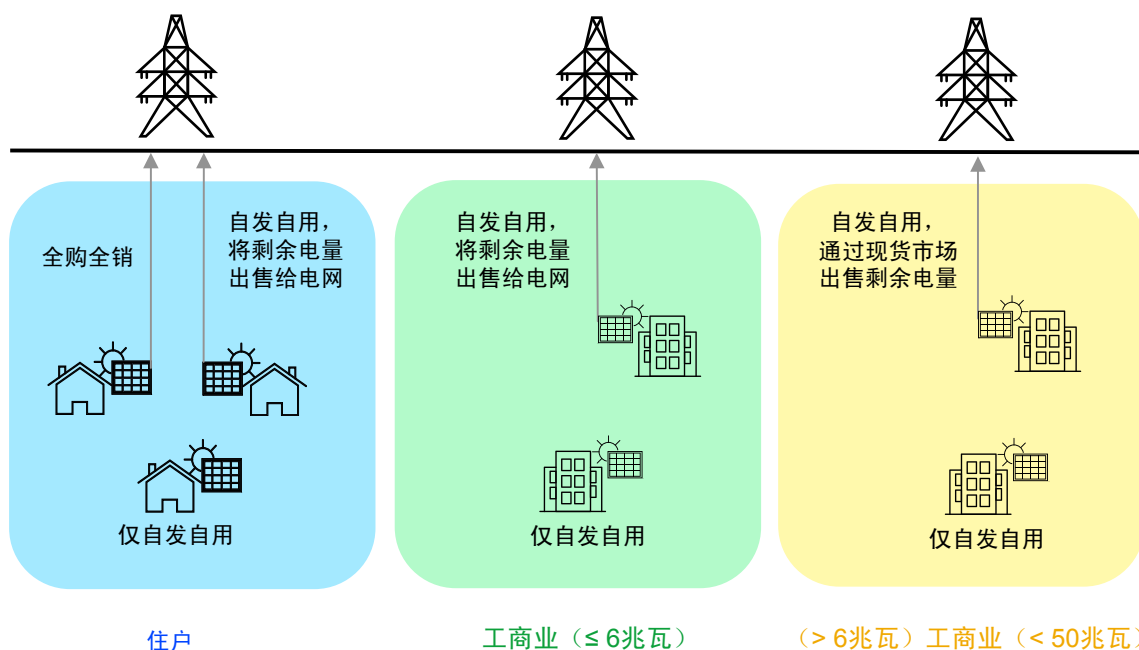 全购全销
自发自用，
将剩余电量
出售给电网
仅自发自用
住户
自发自用，
将剩余电量
出售给电网
仅自发自用
工商业（≤ 6兆瓦）
自发自用，
通过现货市场
出售剩余电量
仅自发自用
（> 6兆瓦）工商业（< 50兆瓦）